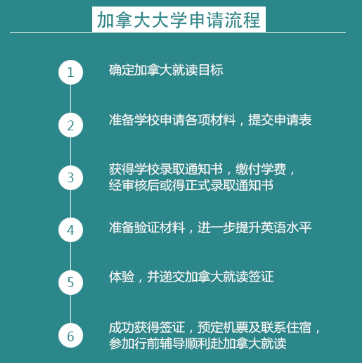 加拿大大学申请流程
1
确定加拿大就读目标
2
准备学校申请各项材料，提交申请表
3
获得学校录取通知书，缴付学费，
经审核后或得正式录取通知书
4
准备验证材料，进一步提升英语水平
5
体验，并递交加拿大就读签证
6
成功获得签证，预定机票及联系住宿，
参加行前辅导顺利赴加拿大就读